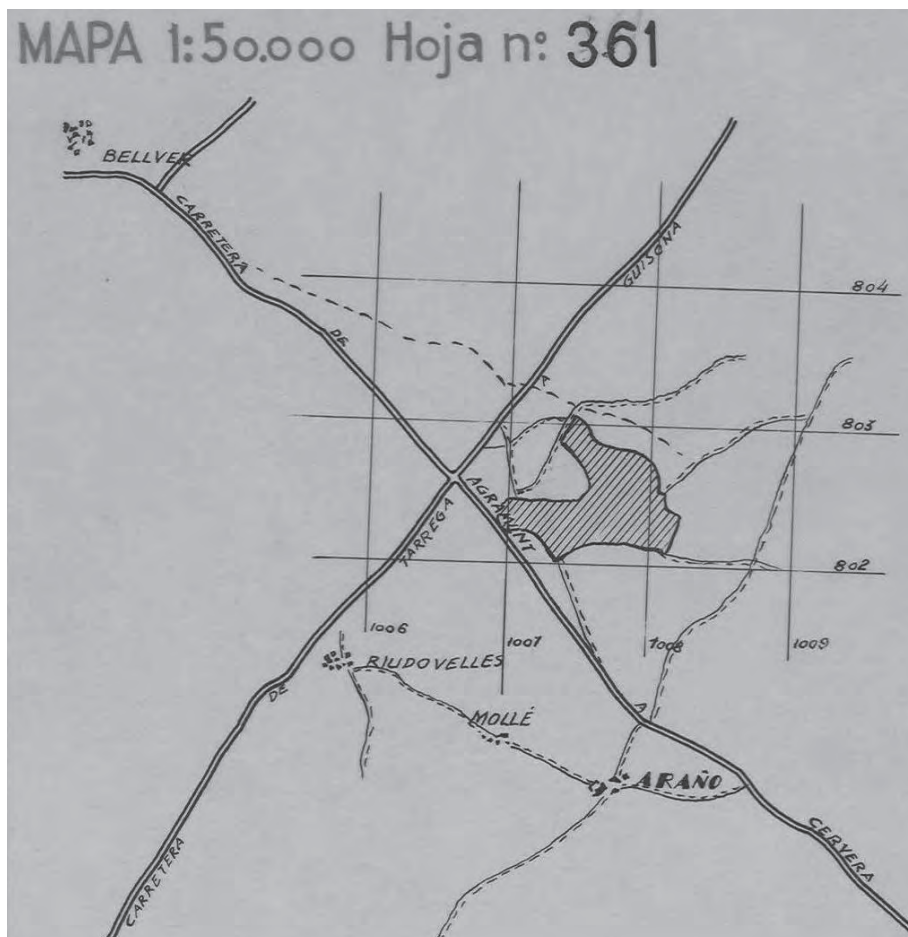 MAPA 1:50.000 Hoja nº: 361
BELLVER
CARRETERA
DE
AGRAMUNT
A
CERVERA
GUISONA
A
TARREGA
DE
CARRETERA
804
803
802
1006
1007
1008
1009
RIUDOVELLES
MOLLÉ
ARAÑO